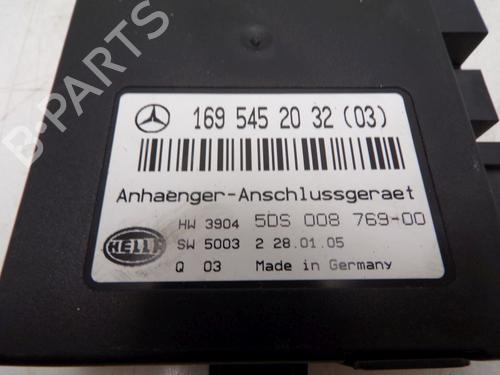 169 545 20 32 (03)
Anhaenger-Anschlussgeraet
HW 3904 5DS 008 769-00
HELLA SW 5003 2 28.01.05
Q 03 Made in Germany
B-PARTS